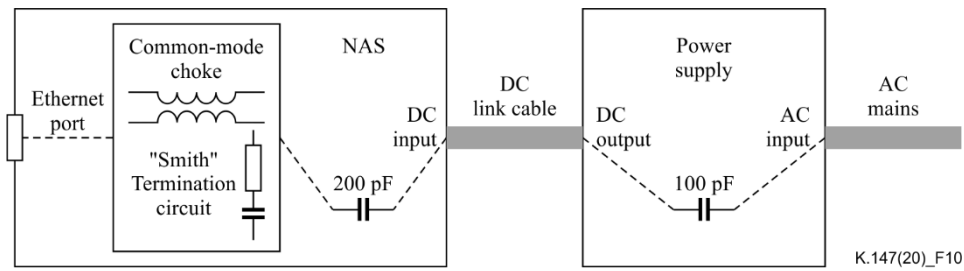 Common-mode
choke
NAS
Power
supply
Ethernet
port
DC
link cable
AC
mains
DC
input
DC
output
AC
input
"Smith"
Termination
circuit
200 pF
100 pF
K.147(20)_F10